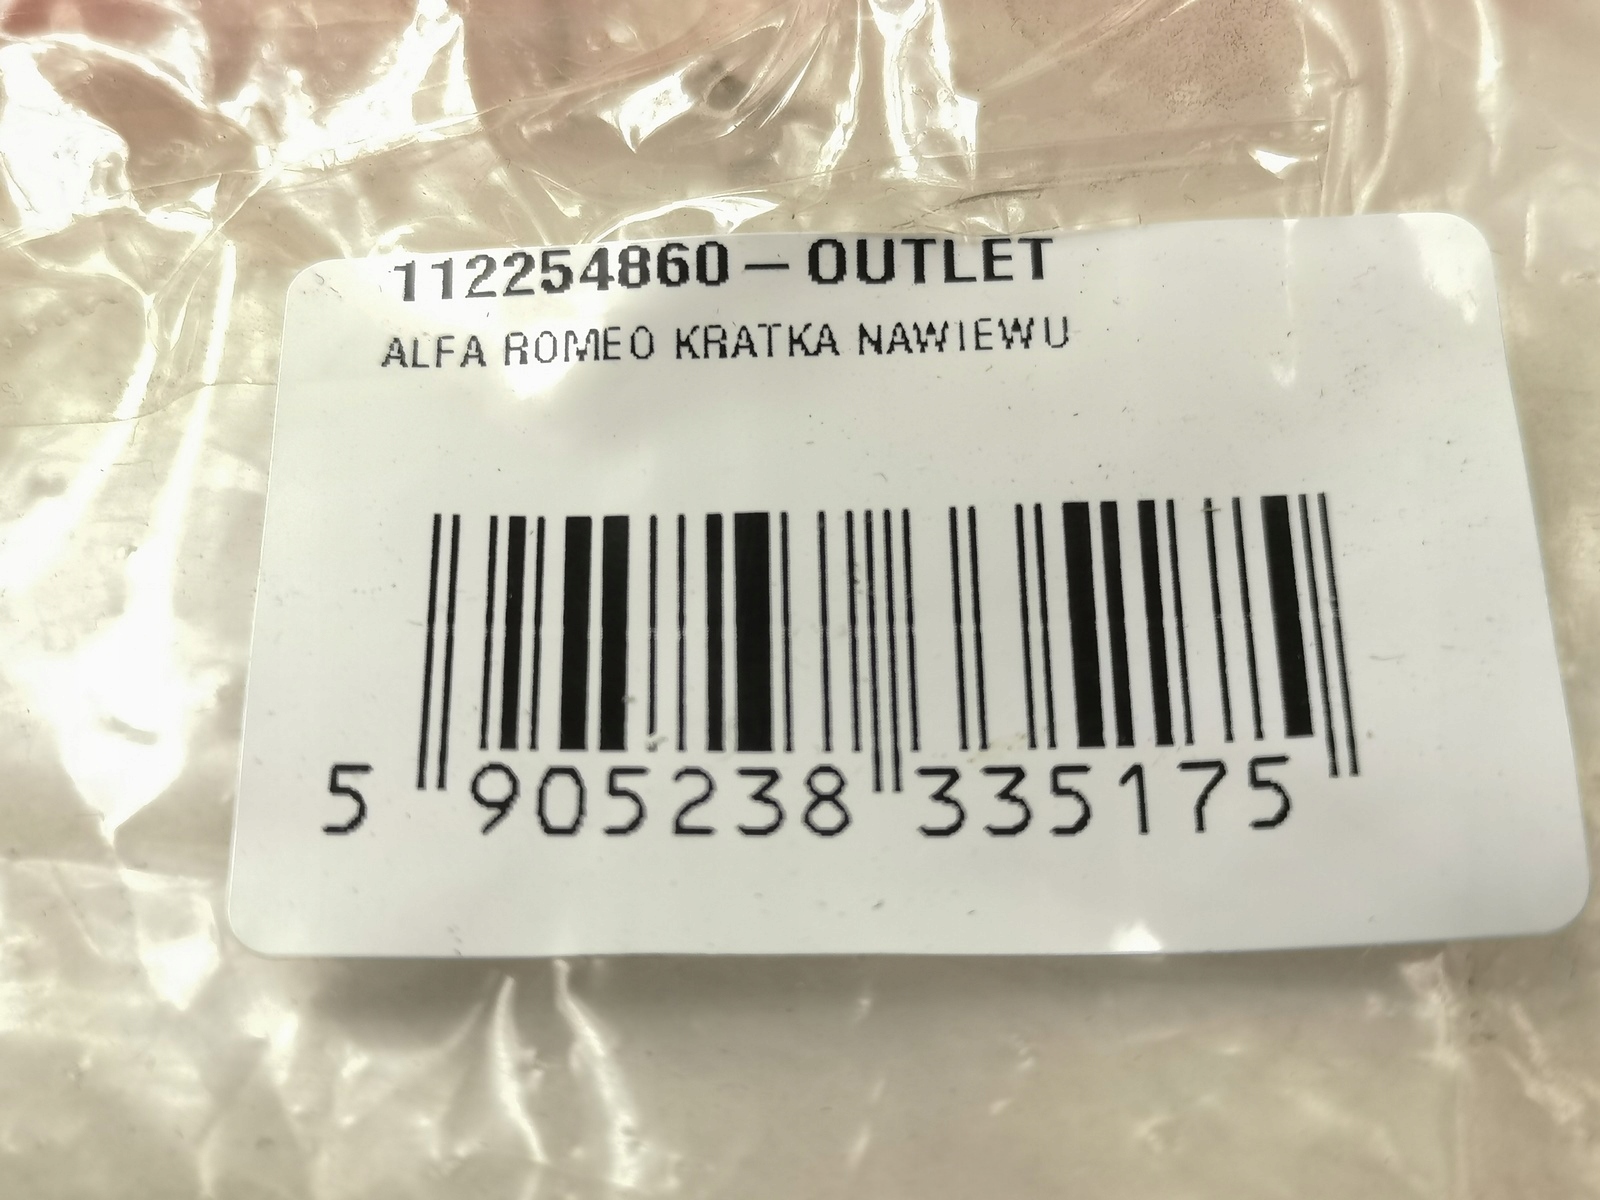 112254860 - OUTLET
ALFA ROMEO KRATKA NAWIEWU
5 905238 335175